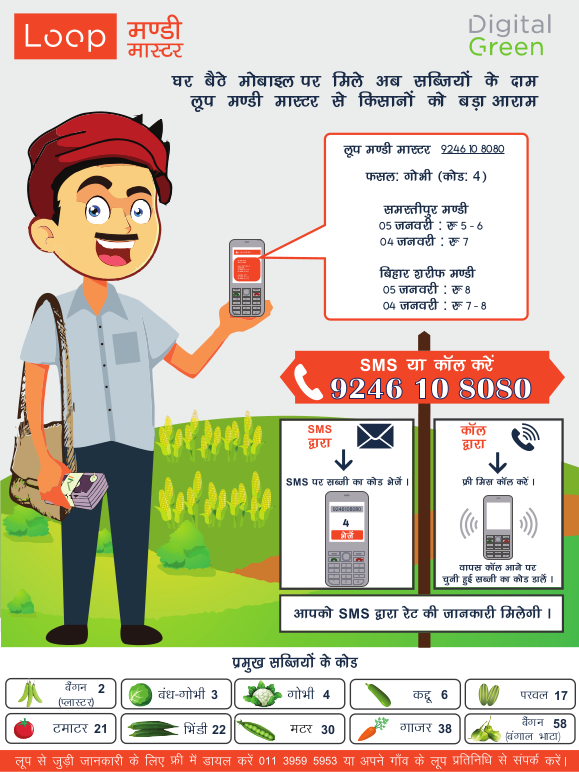 Loop मण्डी मास्टर
Digital Green
घर बैठे मोबाइल पर मिले अब सब्जियों के दाम
लूप मण्डी मास्टर से किसानों को बड़ा आराम
लूप मण्डी मास्टर 9246 10 8080
फसल: गोभी (कोड: 4)
समस्तीपुर मण्डी
05 जनवरी : रू 5 - 6
04 जनवरी : रू 7
बिहार शरीफ मण्डी
05 जनवरी : रू 8
04 जनवरी : रू 7 - 8
SMS या कॉल करें
9246 10 8080
SMS द्वारा
SMS पर सब्जी का कोड भेजें ।
9246108080
4
भेजें
कॉल द्वारा
फ्री मिस कॉल करें ।
वापस कॉल आने पर
चुनी हुई सब्जी का कोड डालें ।
आपको SMS द्वारा रेट की जानकारी मिलेगी ।
प्रमुख सब्जियों के कोड
बैंगन 2 (प्लास्टर)
बंध-गोभी 3
गोभी 4
कद्दू 6
परवल 17
टमाटर 21
भिंडी 22
मटर 30
गाजर 38
बैंगन 58 (बंगाल भाटा)
लूप से जुड़ी जानकारी के लिए फ्री में डायल करें 011 3959 5953 या अपने गाँव के लूप प्रतिनिधि से संपर्क करें।